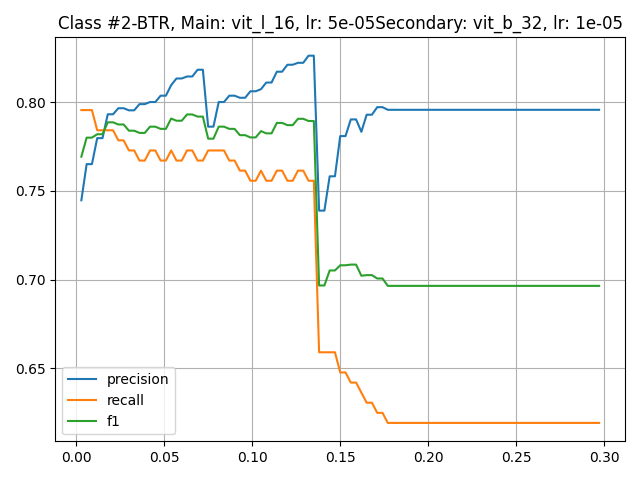 Class #2-BTR, Main: vit_l_16, lr: 5e-05Secondary: vit_b_32, lr: 1e-05
0.80
0.75
0.70
0.65
precision
recall
f1
0.00 0.05 0.10 0.15 0.20 0.25 0.30